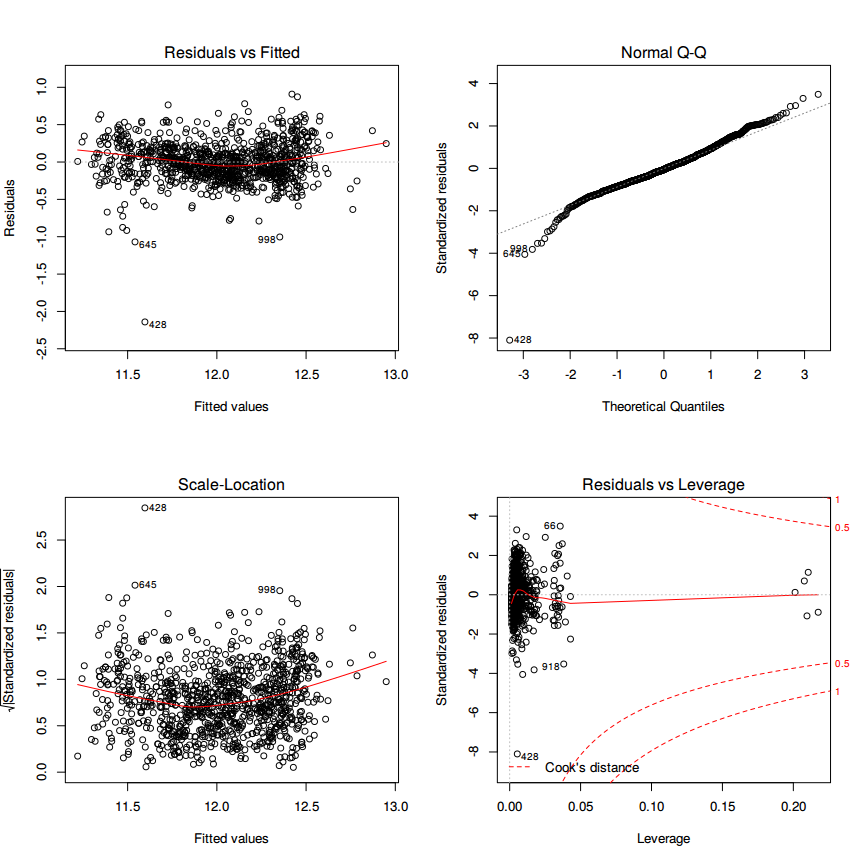 Residuals vs Fitted
Residuals
1.0
0.5
0.0
-0.5
-1.0
-1.5
-2.0
-2.5
645
998
428
11.5 12.0 12.5 13.0
Fitted values
Normal Q-Q
Standardized residuals
4
2
0
-2
-4
-6
-8
998
645
428
-3 -2 -1 0 1 2 3
Theoretical Quantiles
Scale-Location
√|Standardized residuals|
2.5
2.0
1.5
1.0
0.5
0.0
428
645
998
11.5 12.0 12.5 13.0
Fitted values
Residuals vs Leverage
Standardized residuals
4
2
0
-2
-4
-6
-8
1
0.5
0.5
1
66
918
428
Cook's distance
0.00 0.05 0.10 0.15 0.20
Leverage